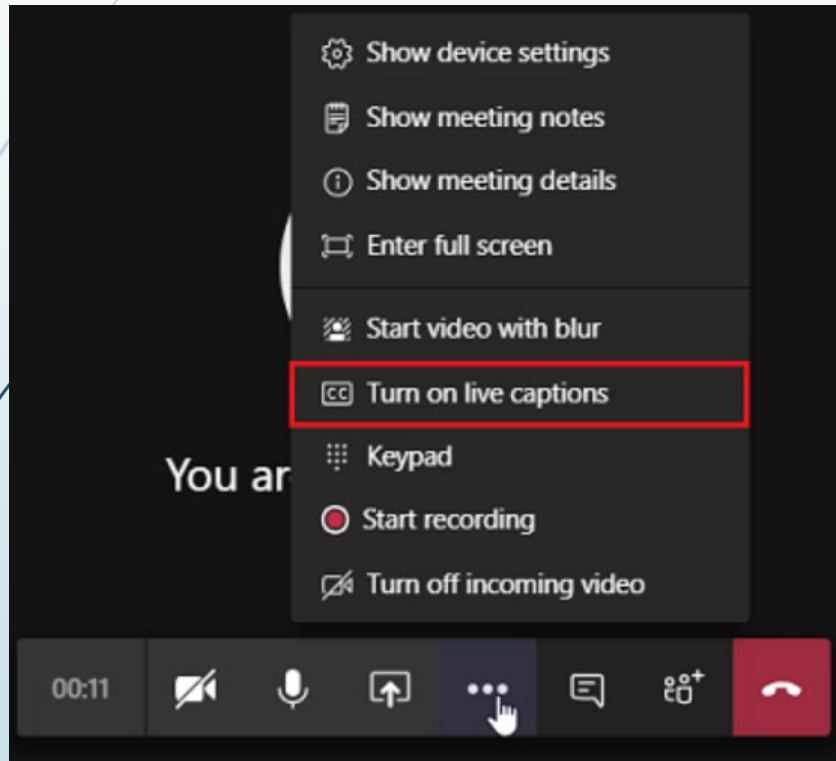 Show device settings
Show meeting notes
Show meeting details
Enter full screen
Start video with blur
CC Turn on live captions
Keypad
You ar
Start recording
Turn off incoming video
00:11